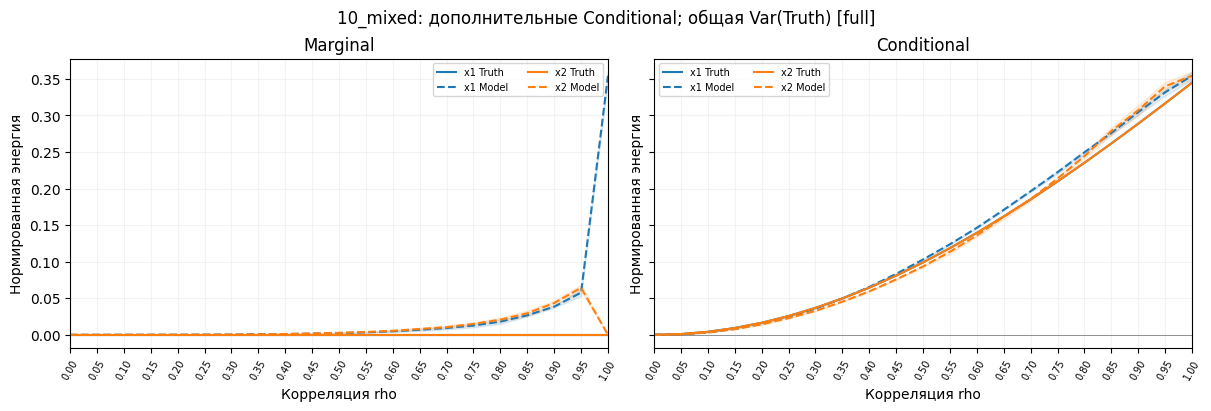 10_mixed: дополнительные Conditional; общая Var(Truth) [full]
Marginal
Нормированная энергия
0.35
0.30
0.25
0.20
0.15
0.10
0.05
0.00
x1 Truth
x1 Model
x2 Truth
x2 Model
0.00 0.05 0.10 0.15 0.20 0.25 0.30 0.35 0.40 0.45 0.50 0.55 0.60 0.65 0.70 0.75 0.80 0.85 0.90 0.95 1.00
Корреляция rho
Conditional
Нормированная энергия
x1 Truth
x1 Model
x2 Truth
x2 Model
0.00 0.05 0.10 0.15 0.20 0.25 0.30 0.35 0.40 0.45 0.50 0.55 0.60 0.65 0.70 0.75 0.80 0.85 0.90 0.95 1.00
Корреляция rho